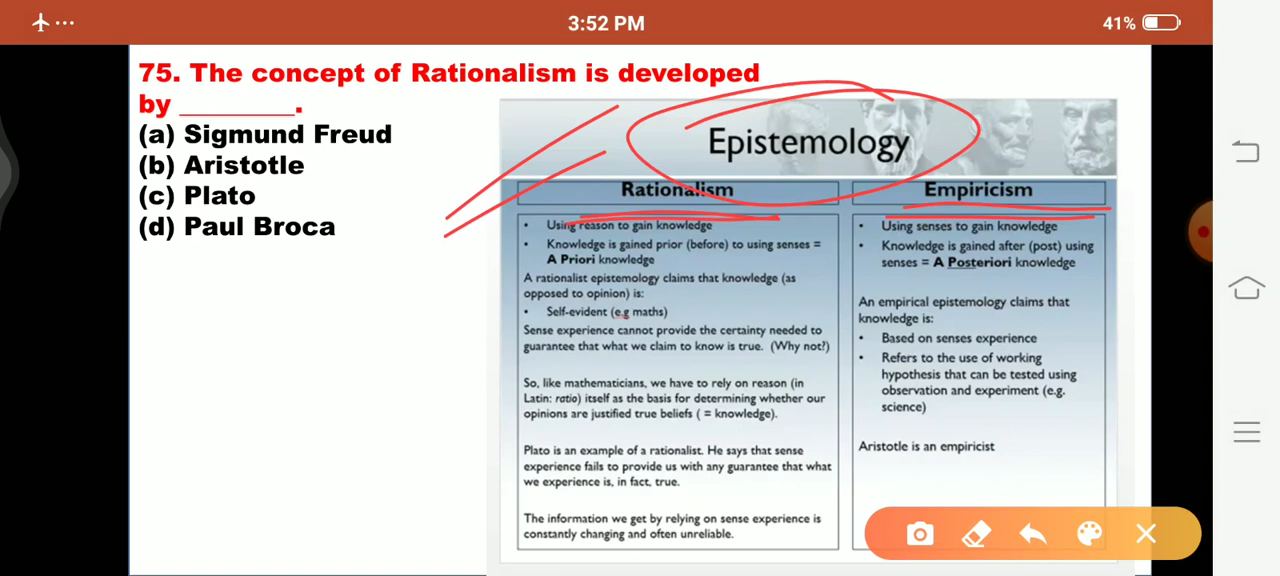 3:52 PM
41%
75. The concept of Rationalism is developed
by ________.
(a) Sigmund Freud
(b) Aristotle
(c) Plato
(d) Paul Broca
Epistemology
Rationalism
• Using reason to gain knowledge
• Knowledge is gained prior (before) to using senses =
A Priori knowledge
A rationalist epistemology claims that knowledge (as
opposed to opinion) is:
• Self-evident (e.g maths)
Sense experience cannot provide the certainty needed to
guarantee that what we claim to know is true. (Why not?)
So, like mathematicians, we have to rely on reason (in
Latin: ratio) itself as the basis for determining whether our
opinions are justified true beliefs ( = knowledge).
Plato is an example of a rationalist. He says that sense
experience fails to provide us with any guarantee that what
we experience is, in fact, true.
The information we get by relying on sense experience is
constantly changing and often unreliable.
Empiricism
• Using senses to gain knowledge
• Knowledge is gained after (post) using
senses = A Posteriori knowledge
An empirical epistemology claims that
knowledge is:
• Based on senses experience
• Refers to the use of working
hypothesis that can be tested using
observation and experiment (e.g.
science)
Aristotle is an empiricist